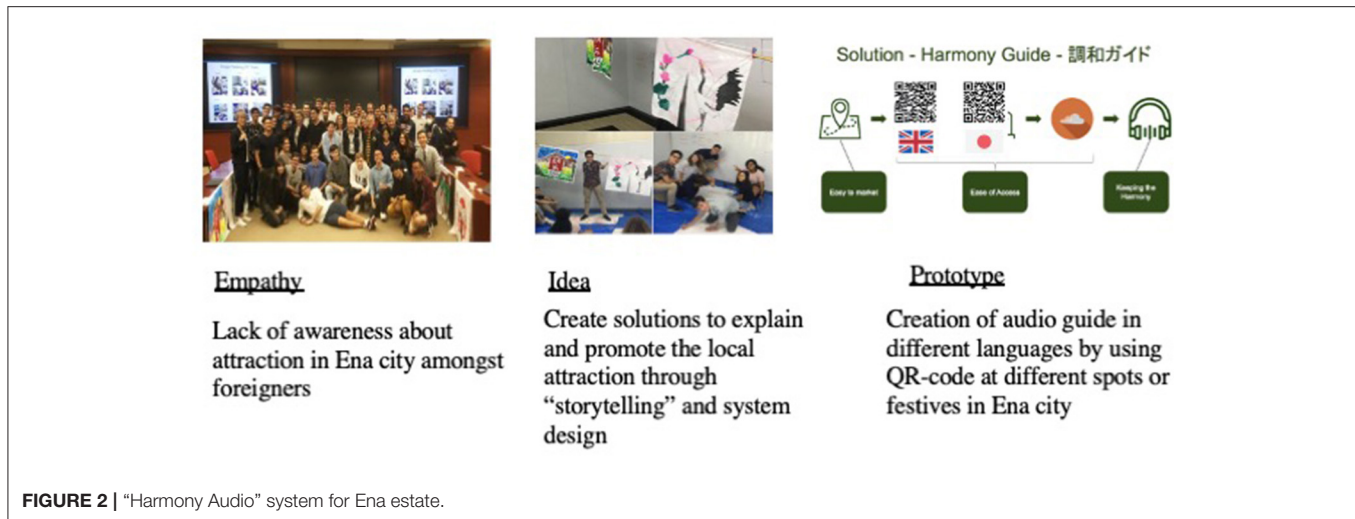 Solution - Harmony Guide - 調和ガイド
Easy to market
Ease of Access
Keeping the
Harmony
Empathy
Lack of awareness about
attraction in Ena city amongst
foreigners
Idea
Create solutions to explain
and promote the local
attraction through
“storytelling” and system
design
Prototype
Creation of audio guide in
different languages by using
QR-code at different spots or
festives in Ena city
FIGURE 2 | “Harmony Audio” system for Ena estate.